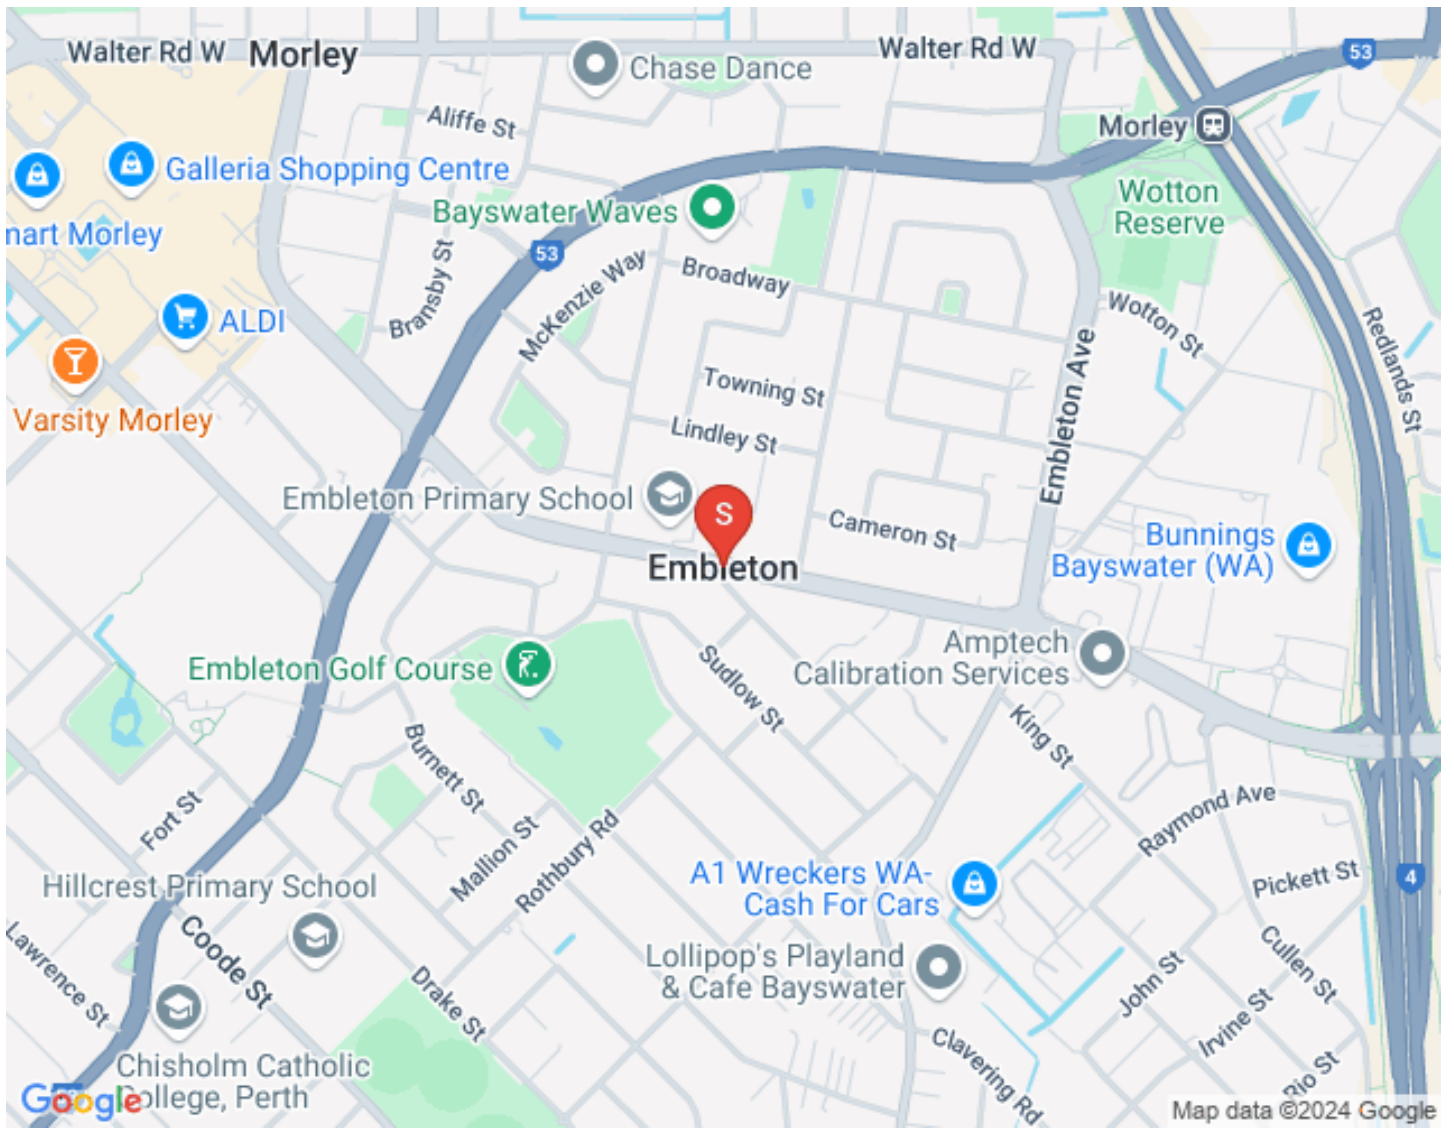 Walter Rd W
Morley
Chase Dance
Walter Rd W
53
Aliffe St
Morley
Galleria Shopping Centre
Bayswater Waves
Wotton
Reserve
mart Morley
Bransby St
53
McKenzie Way
Broadway
Wotton St
ALDI
Redlands St
Embleton Ave
Varsity Morley
Towning St
Lindley St
Embleton Primary School
S
Cameron St
Bunnings
Bayswater (WA)
Embleton
Amptech
Calibration Services
Embleton Golf Course
Sudlow St
King St
Burnett St
Fort St
Mallion St
Rothbury Rd
Raymond Ave
A1 Wreckers WA-
Cash For Cars
Pickett St
4
Hillcrest Primary School
Coode St
Lawrence St
Lollipop's Playland
& Cafe Bayswater
Drake St
Cullen St
John St
Irvine St
Clavering Rd
Rio St
Chisholm Catholic
College, Perth
Google
Map data ©2024 Google